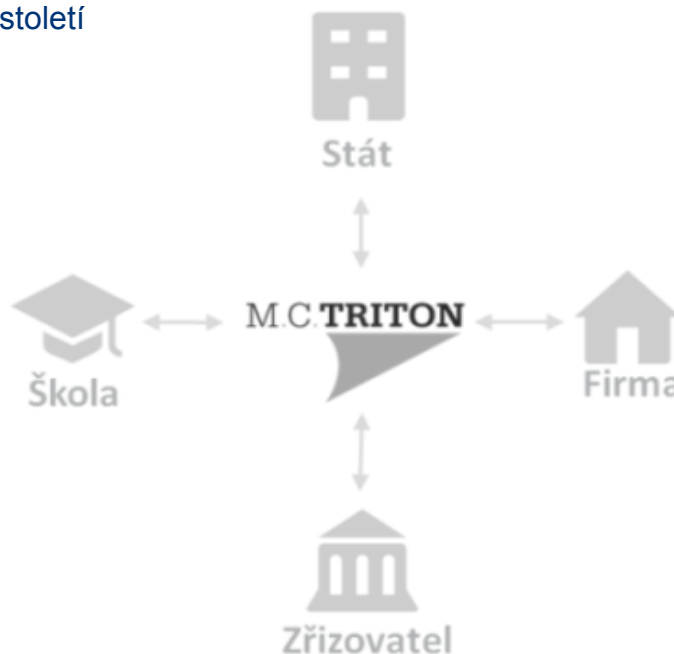 století
Stát
M.C.TRITON
Škola
Firma
Zřizovatel